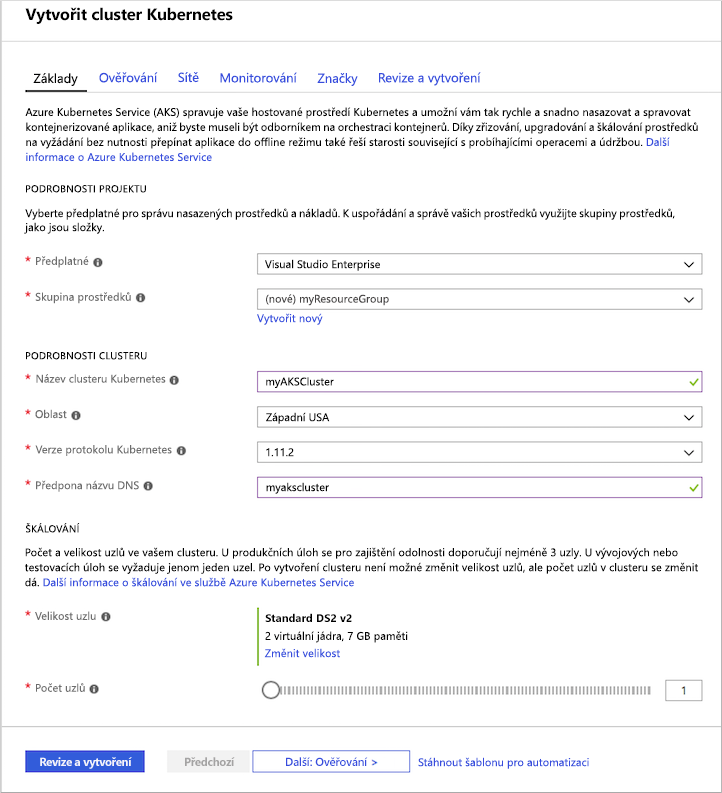 Vytvořit cluster Kubernetes
Základy Ověřování Sítě Monitorování Značky Revize a vytvoření
Azure Kubernetes Service (AKS) spravuje vaše hostované prostředí Kubernetes a umožní vám tak rychle a snadno nasazovat a spravovat
kontejnerizované aplikace, aniž byste museli být odborníkem na orchestraci kontejnerů. Díky zřizování, upgradování a škálování prostředků
na vyžádání bez nutnosti přepínat aplikace do offline režimu také řeší starosti související s probíhajícími operacemi a údržbou. Další
informace o Azure Kubernetes Service
PODROBNOSTI PROJEKTU
Vyberte předplatné pro správu nasazených prostředků a nákladů. K uspořádání a správě vašich prostředků využijte skupiny prostředků,
jako jsou složky.
* Předplatné Visual Studio Enterprise
* Skupina prostředků (nové) myResourceGroup
Vytvořit nový
PODROBNOSTI CLUSTERU
* Název clusteru Kubernetes myAKSCluster
* Oblast Západní USA
* Verze protokolu Kubernetes 1.11.2
* Předpona názvu DNS myakscluster
ŠKÁLOVÁNÍ
Počet a velikost uzlů ve vašem clusteru. U produkčních úloh se pro zajištění odolnosti doporučují nejméně 3 uzly. U vývojových nebo
testovacích úloh se vyžaduje jenom jeden uzel. Po vytvoření clusteru není možné změnit velikost uzlů, ale počet uzlů v clusteru se změnit
dá. Další informace o škálování ve službě Azure Kubernetes Service
* Velikost uzlu Standard DS2 v2
2 virtuální jádra, 7 GB paměti
Změnit velikost
* Počet uzlů 1
Revize a vytvoření Předchozí Další: Ověřování > Stáhnout šablonu pro automatizaci